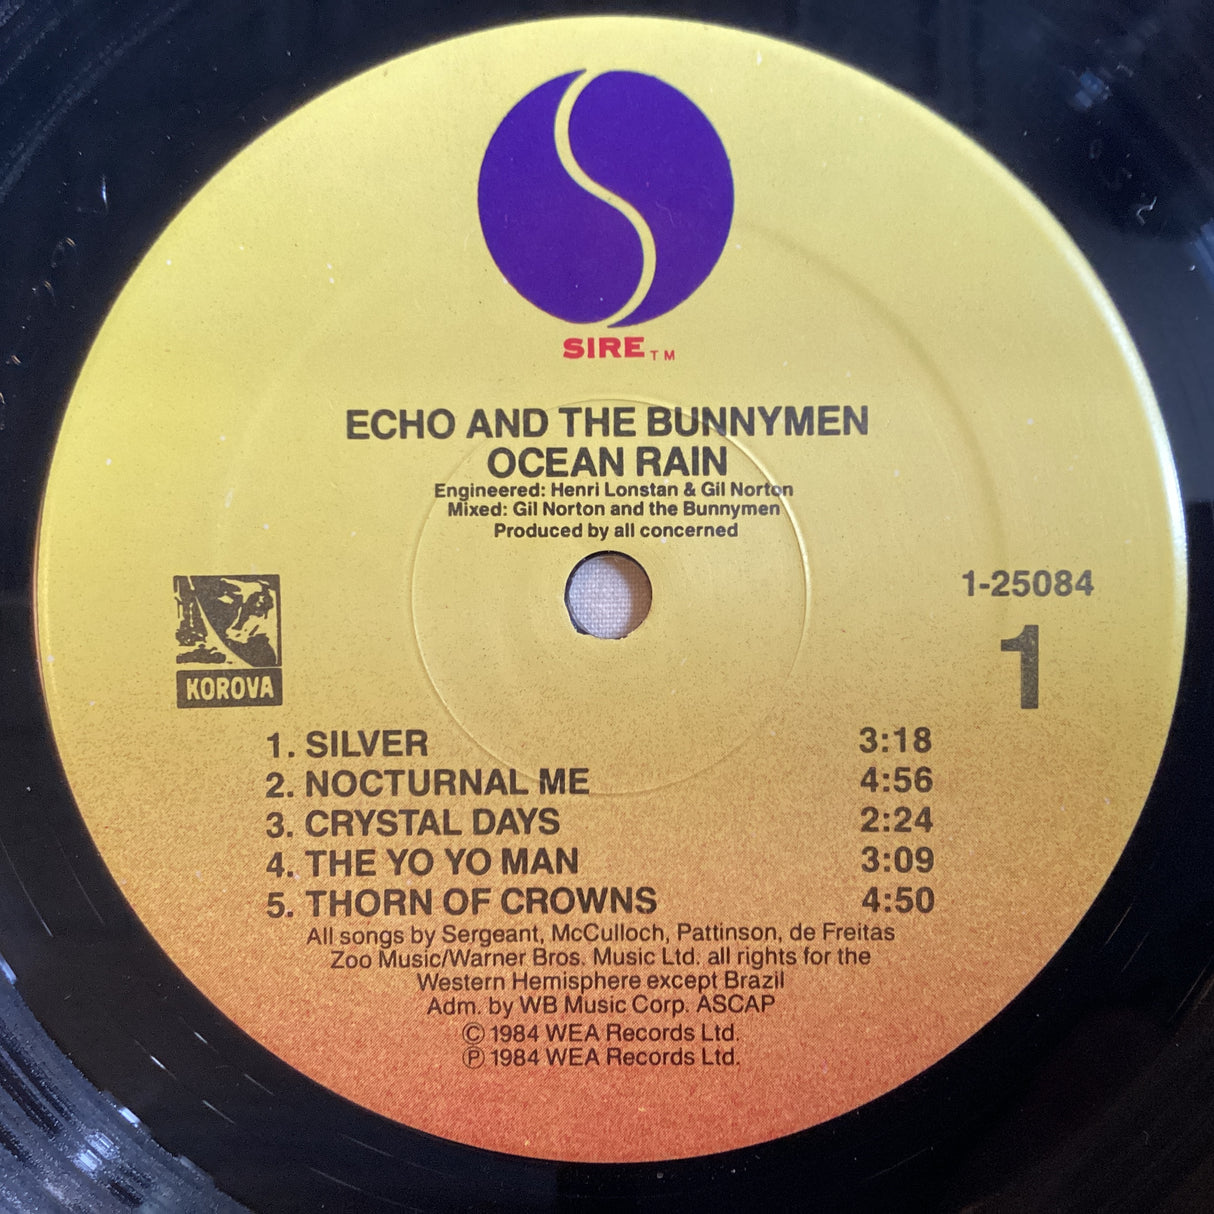 SIRE TM
ECHO AND THE BUNNYMEN
OCEAN RAIN
Engineered: Henri Lonstan & Gil Norton
Mixed: Gil Norton and the Bunnymen
Produced by all concerned
1-25084
1
KOROVA
1. SILVER 3:18
2. NOCTURNAL ME 4:56
3. CRYSTAL DAYS 2:24
4. THE YO YO MAN 3:09
5. THORN OF CROWNS 4:50
All songs by Sergeant, McCulloch, Pattinson, de Freitas
Zoo Music/Warner Bros. Music Ltd. all rights for the
Western Hemisphere except Brazil
Adm. by WB Music Corp. ASCAP
© 1984 WEA Records Ltd.
℗ 1984 WEA Records Ltd.